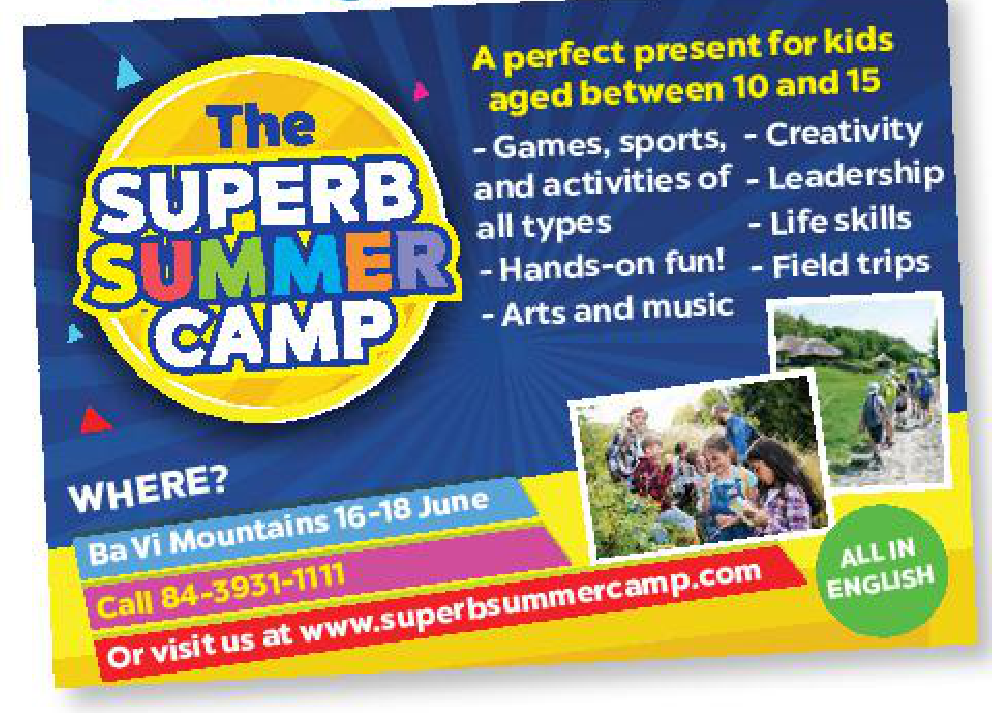 The
SUPERB
SUMMER
CAMP
A perfect present for kids
aged between 10 and 15
- Games, sports,
and activities of
all types
- Hands-on fun!
- Arts and music
- Creativity
- Leadership
- Life skills
- Field trips
WHERE?
Ba Vi Mountains 16-18 June
Call 84-3931-1111
Or visit us at www.superbsummercamp.com
ALL IN
ENGLISH